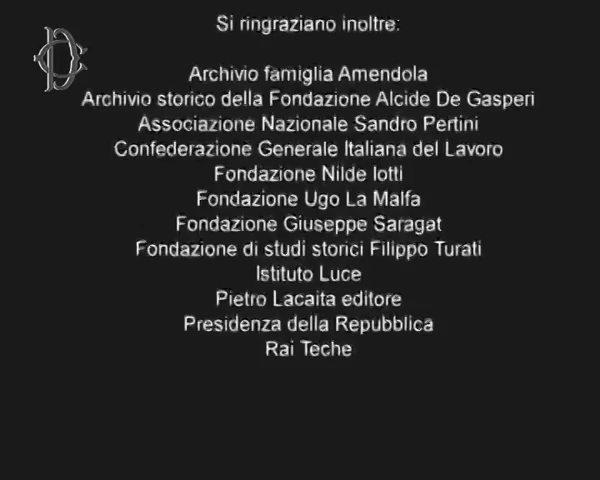 Si ringraziano inoltre:
Archivio famiglia Amendola
Archivio storico della Fondazione Alcide De Gasperi
Associazione Nazionale Sandro Pertini
Confederazione Generale Italiana del Lavoro
Fondazione Nilde Iotti
Fondazione Ugo La Malfa
Fondazione Giuseppe Saragat
Fondazione di studi storici Filippo Turati
Istituto Luce
Pietro Lacaita editore
Presidenza della Repubblica
Rai Teche